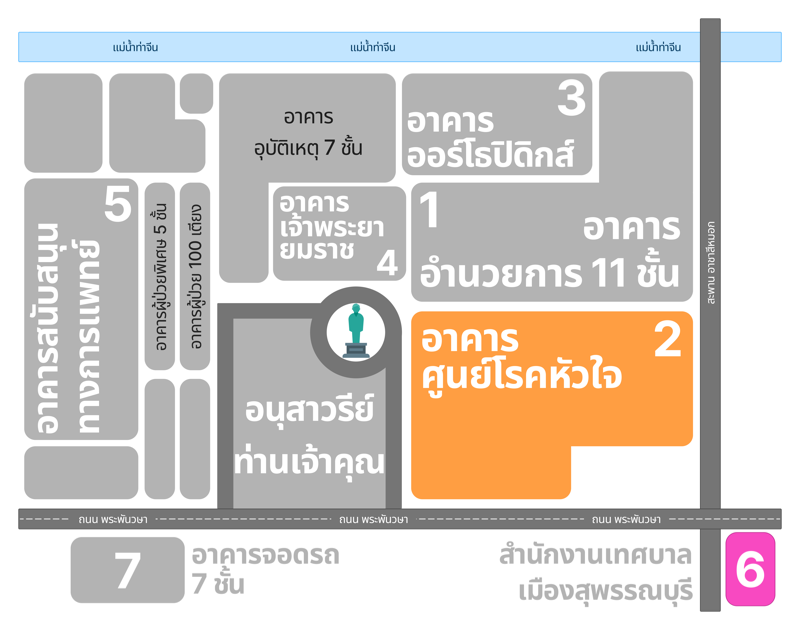 แม่น้ำท่าจีน
แม่น้ำท่าจีน
แม่น้ำท่าจีน
อาคาร
อุบัติเหตุ 7 ชั้น
3
อาคาร
ออร์โธปิดิกส์
5
อาคารสนับสนุน
ทางการแพทย์
อาคารผู้ป่วยพิเศษ 5 ชั้น
อาคารผู้ป่วย 100 เตียง
อาคาร
เจ้าพระยา
ยมราช
4
1
อาคาร
อำนวยการ 11 ชั้น
สะพาน อาชาสีหมอก
อาคาร
2
ศูนย์โรคหัวใจ
อนุสาวรีย์
ท่านเจ้าคุณ
ถนน พระพันวษา
ถนน พระพันวษา
ถนน พระพันวษา
7
อาคารจอดรถ
7 ชั้น
สำนักงานเทศบาล
เมืองสุพรรณบุรี
6